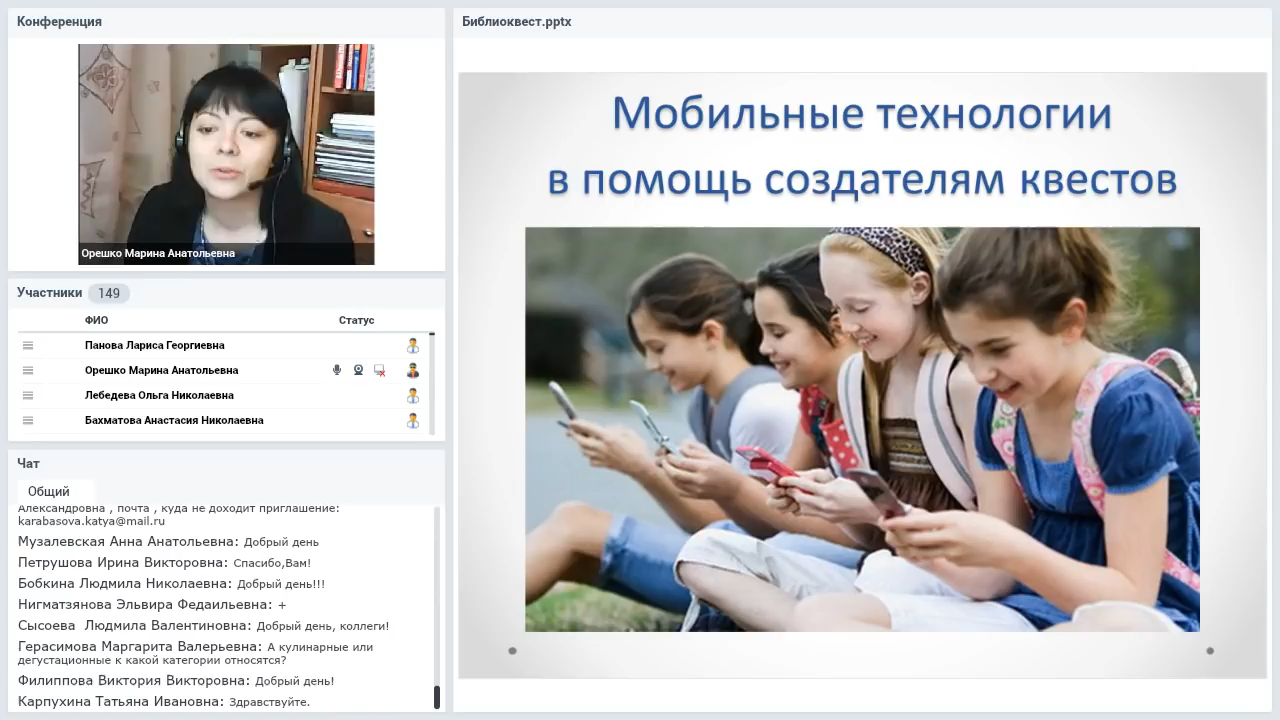 Конференция
Орешко Марина Анатольевна
Участники 149
ФИО Статус
Панова Лариса Георгиевна
Орешко Марина Анатольевна
Лебедева Ольга Николаевна
Бахматова Анастасия Николаевна
Чат
Общий
Александровна , почта , куда не доходит приглашение:
karabasova.katya@mail.ru
Музалевская Анна Анатольевна: Добрый день
Петрушова Ирина Викторовна: Спасибо,Вам!
Бобкина Людмила Николаевна: Добрый день!!!
Нигматзянова Эльвира Федаильевна: +
Сысоева Людмила Валентиновна: Добрый день, коллеги!
Герасимова Маргарита Валерьевна: А кулинарные или
дегустационные к какой категории относятся?
Филиппова Виктория Викторовна: Добрый день!
Карпухина Татьяна Ивановна: Здравствуйте.
Библиоквест.pptx
Мобильные технологии
в помощь создателям квестов